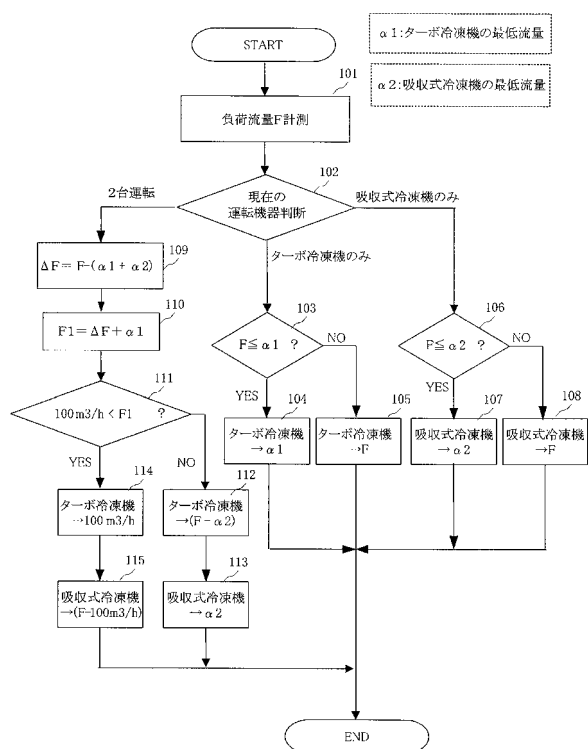 START
α1:ターボ冷凍機の最低流量
α2:吸収式冷凍機の最低流量
101
負荷流量F計測
102
現在の
運転機器判断
2台運転
吸収式冷凍機のみ
ターボ冷凍機のみ
109
ΔF=F-(α1+α2)
110
F1=ΔF+α1
111
100m3/h<F1 ?
YES
NO
103
F≦α1 ?
YES
NO
106
F≦α2 ?
YES
NO
104
ターボ冷凍機
→α1
105
ターボ冷凍機
→F
107
吸収式冷凍機
→α2
108
吸収式冷凍機
→F
114
ターボ冷凍機
→100m3/h
112
ターボ冷凍機
→(F-α2)
115
吸収式冷凍機
→(F-100m3/h)
113
吸収式冷凍機
→α2
END